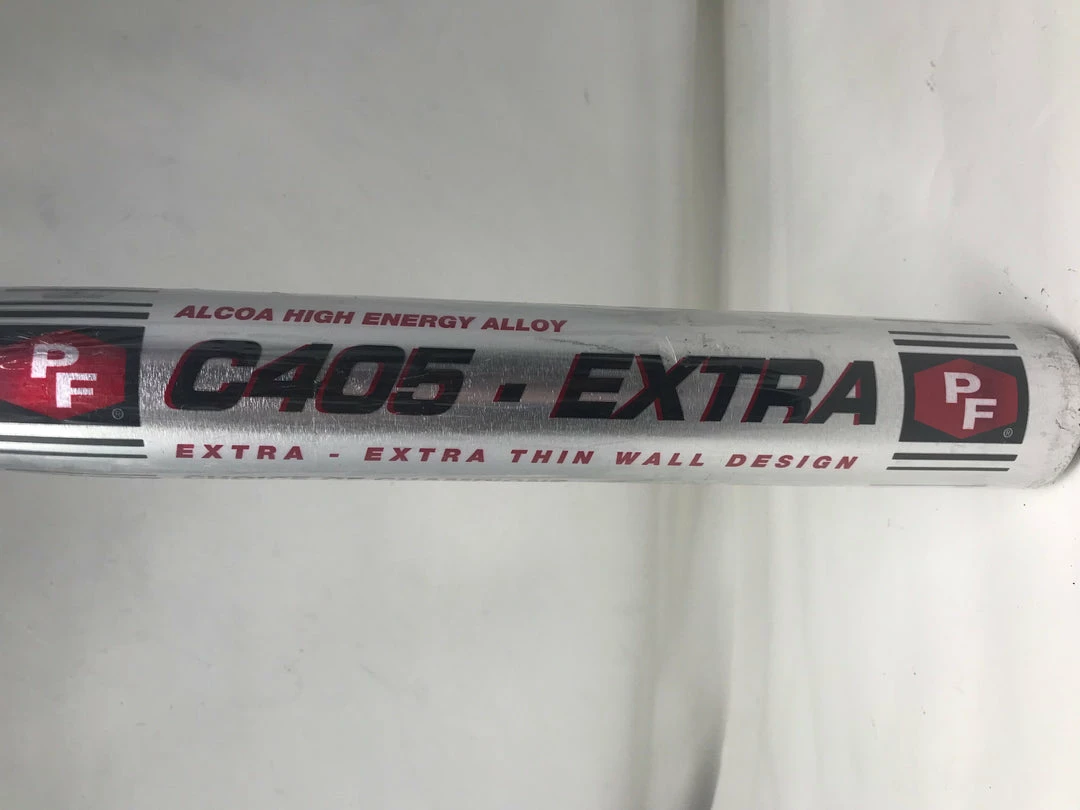 ALCOA HIGH ENERGY ALLOY
PF ®
C405 - EXTRA
PF ®
EXTRA - EXTRA THIN WALL DESIGN